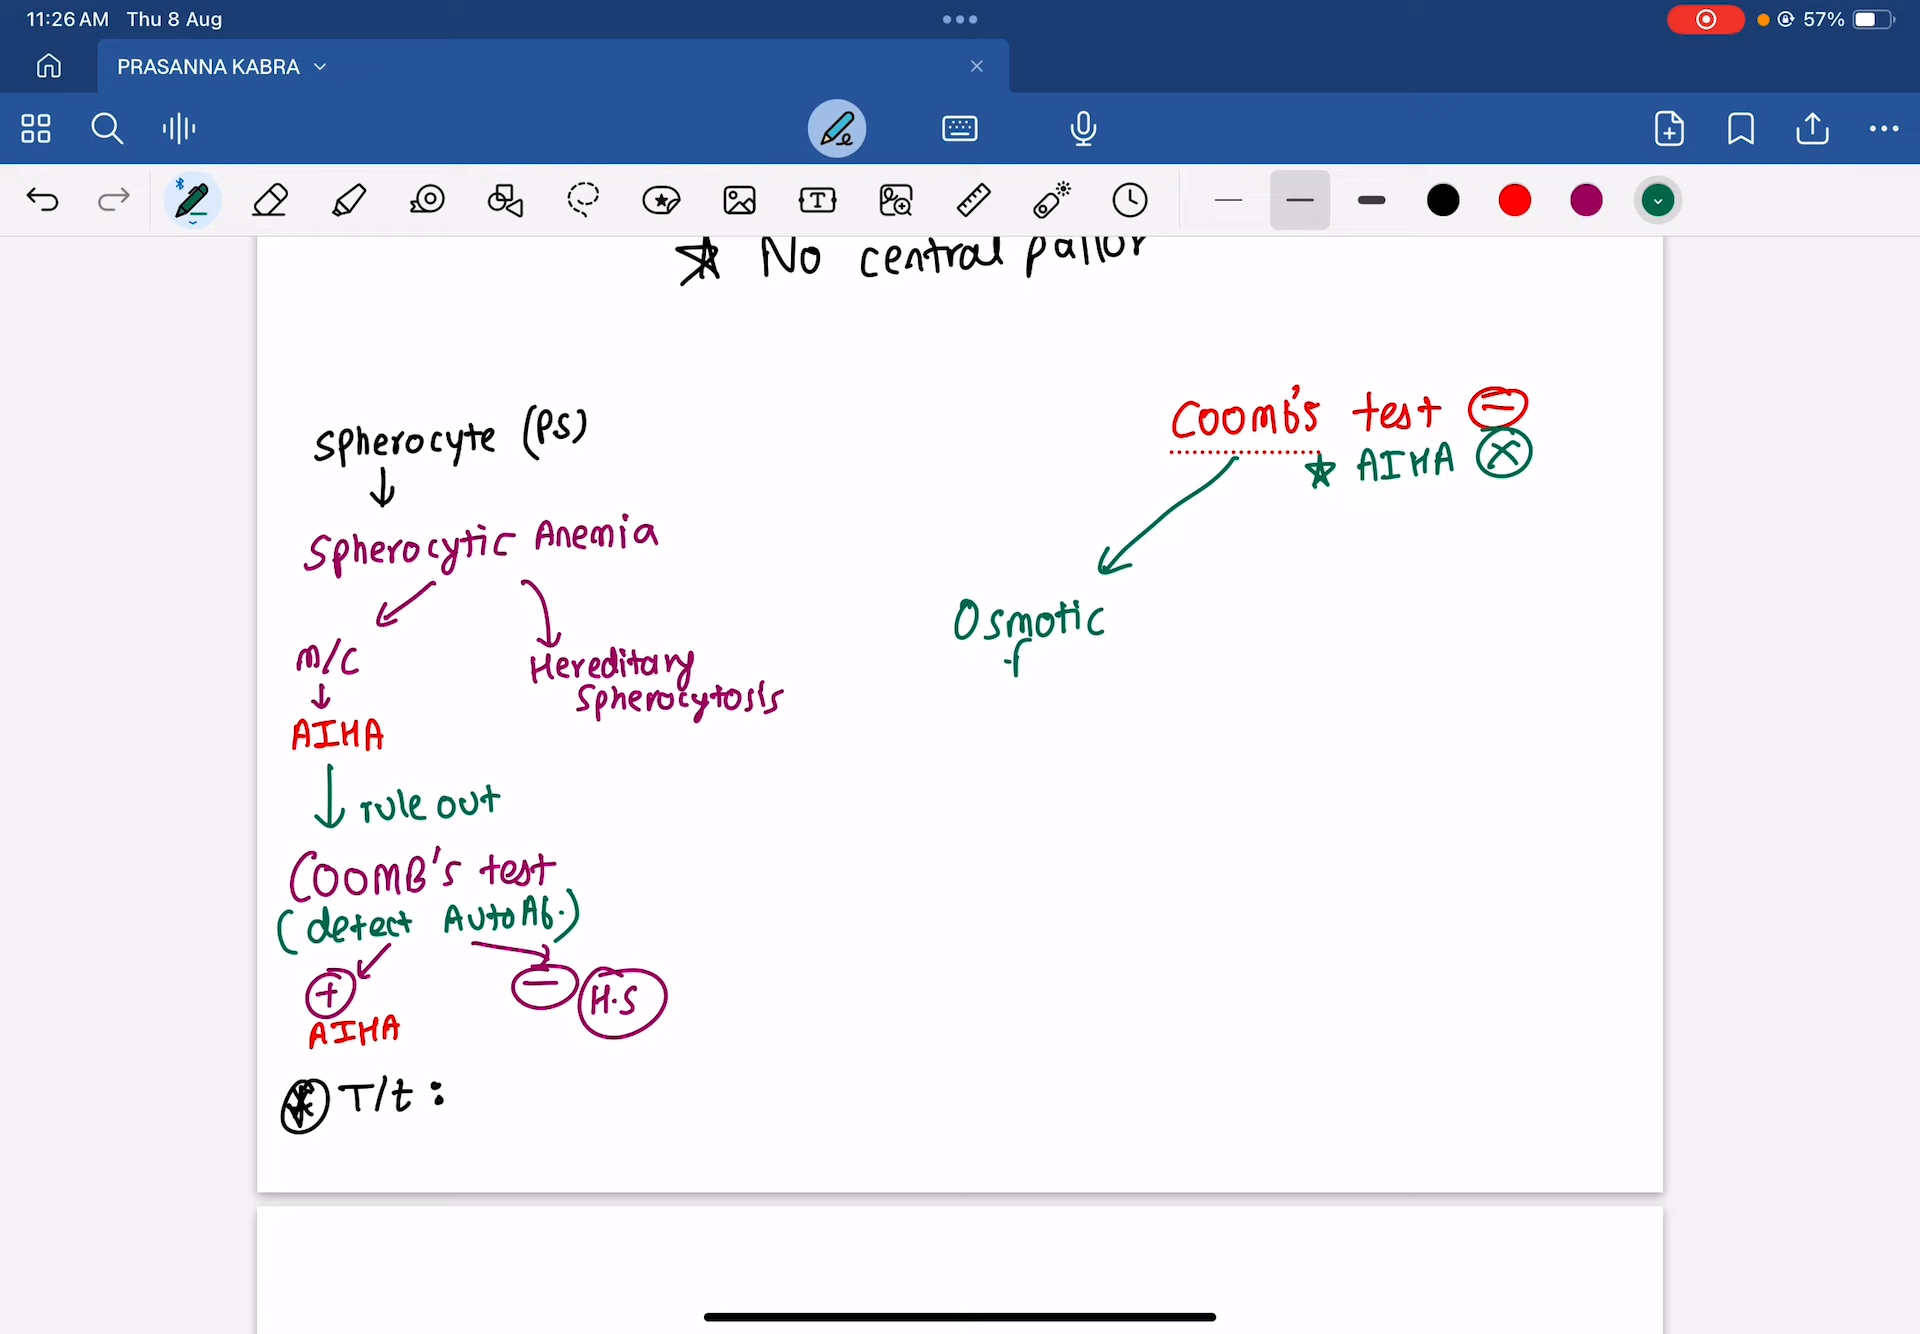 11:26 AM Thu 8 Aug
57%
PRASANNA KABRA
No central pallor
Spherocyte (PS)
Spherocytic Anemia
M/C
Hereditary
Spherocytosis
AIHA
rule out
COOMB's test
(detect AutoAb.)
+
−
H.S
AIHA
T/t :
COOMB's test −
AIHA X
Osmotic
f